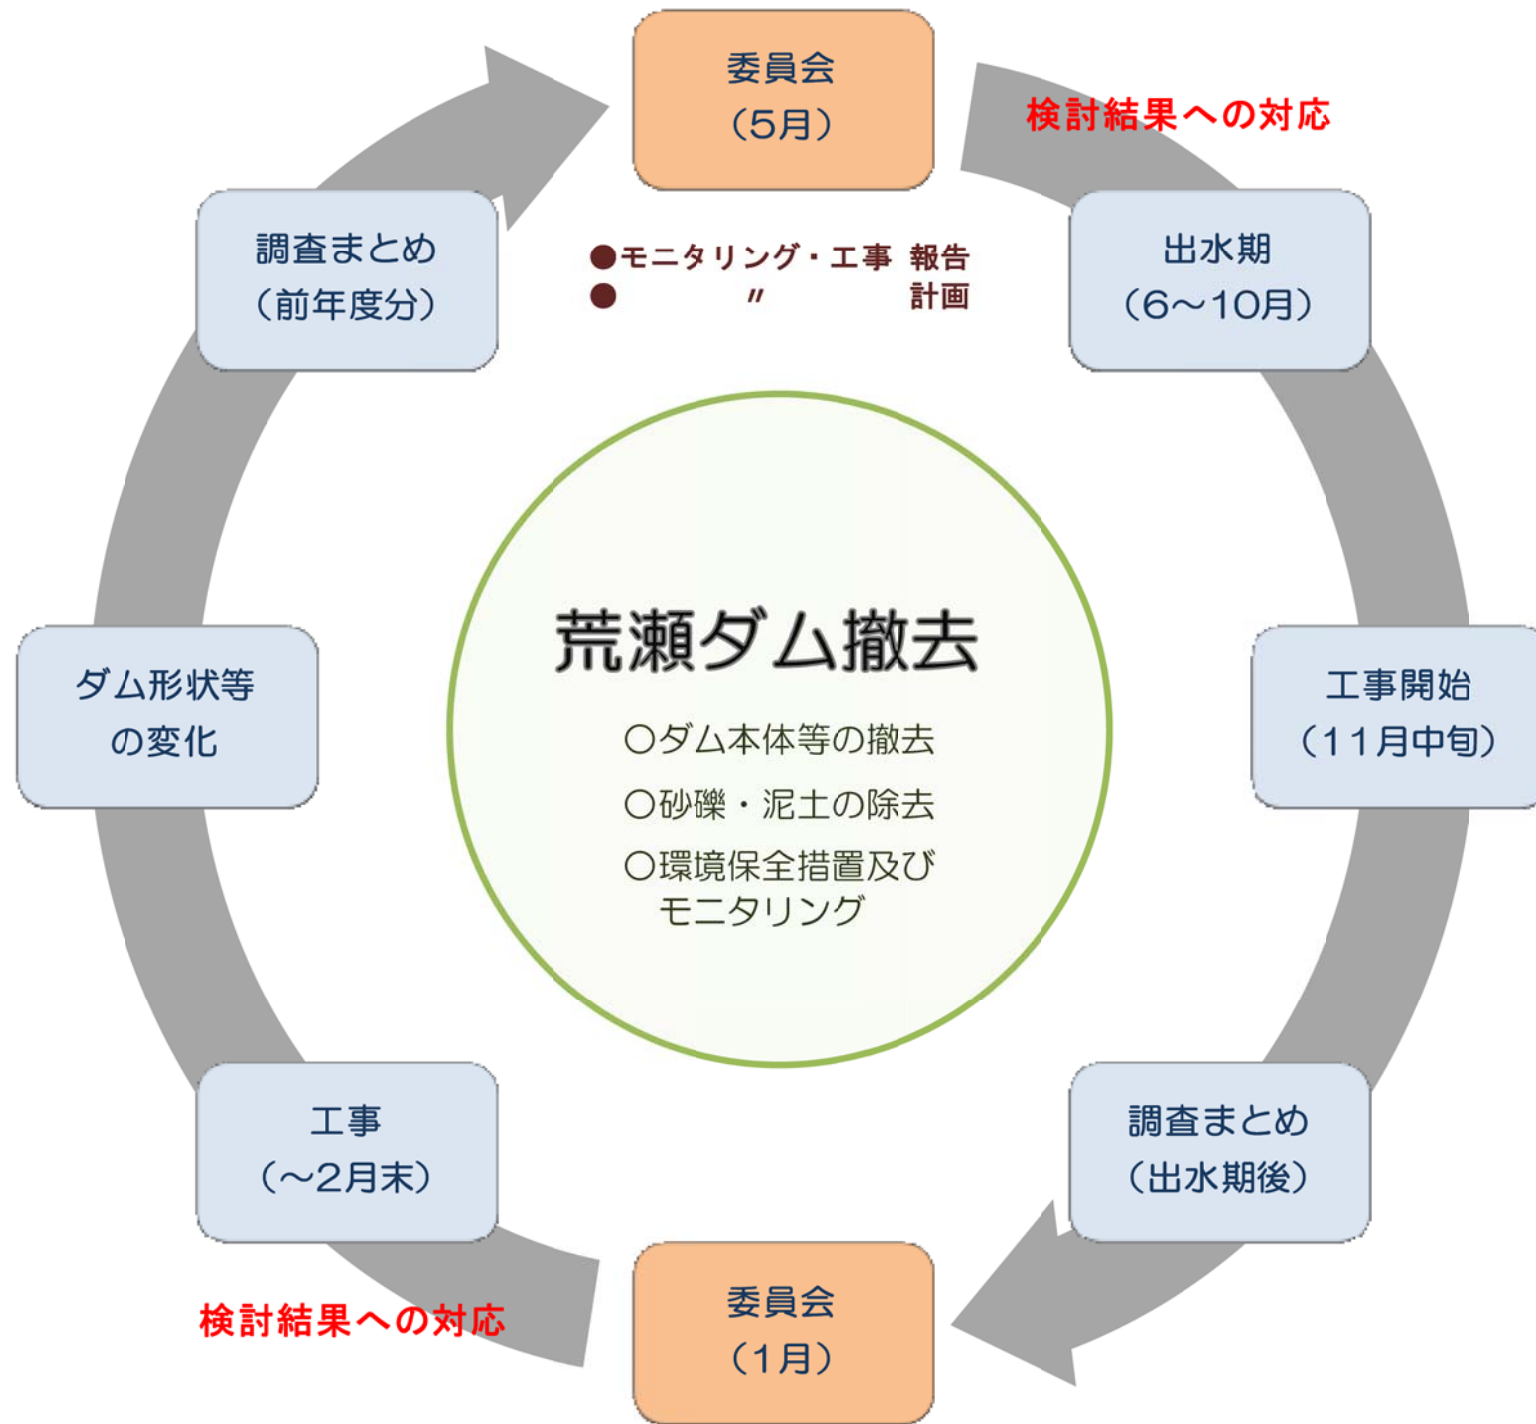 委員会
（5月）
検討結果への対応
調査まとめ
（前年度分）
●モニタリング・工事 報告
● 〃 計画
出水期
（6～10月）
荒瀬ダム撤去
○ダム本体等の撤去
○砂礫・泥土の除去
○環境保全措置及び
モニタリング
ダム形状等
の変化
工事開始
（11月中旬）
工事
（～2月末）
調査まとめ
（出水期後）
検討結果への対応
委員会
（1月）